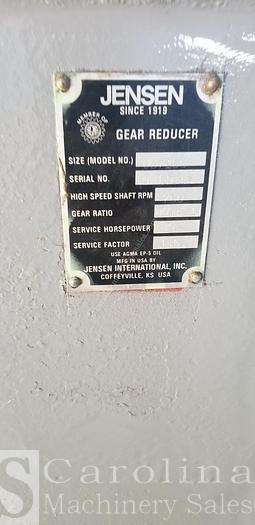 JENSEN
SINCE 1919
MEMBER OF
GEAR REDUCER
SIZE (MODEL NO.)
SERIAL NO.
HIGH SPEED SHAFT RPM
GEAR RATIO
SERVICE HORSEPOWER
SERVICE FACTOR
USE AGMA EP-5 OIL
MFG IN USA BY
JENSEN INTERNATIONAL, INC.
COFFEYVILLE, KS USA
S Carolina
Machinery Sales